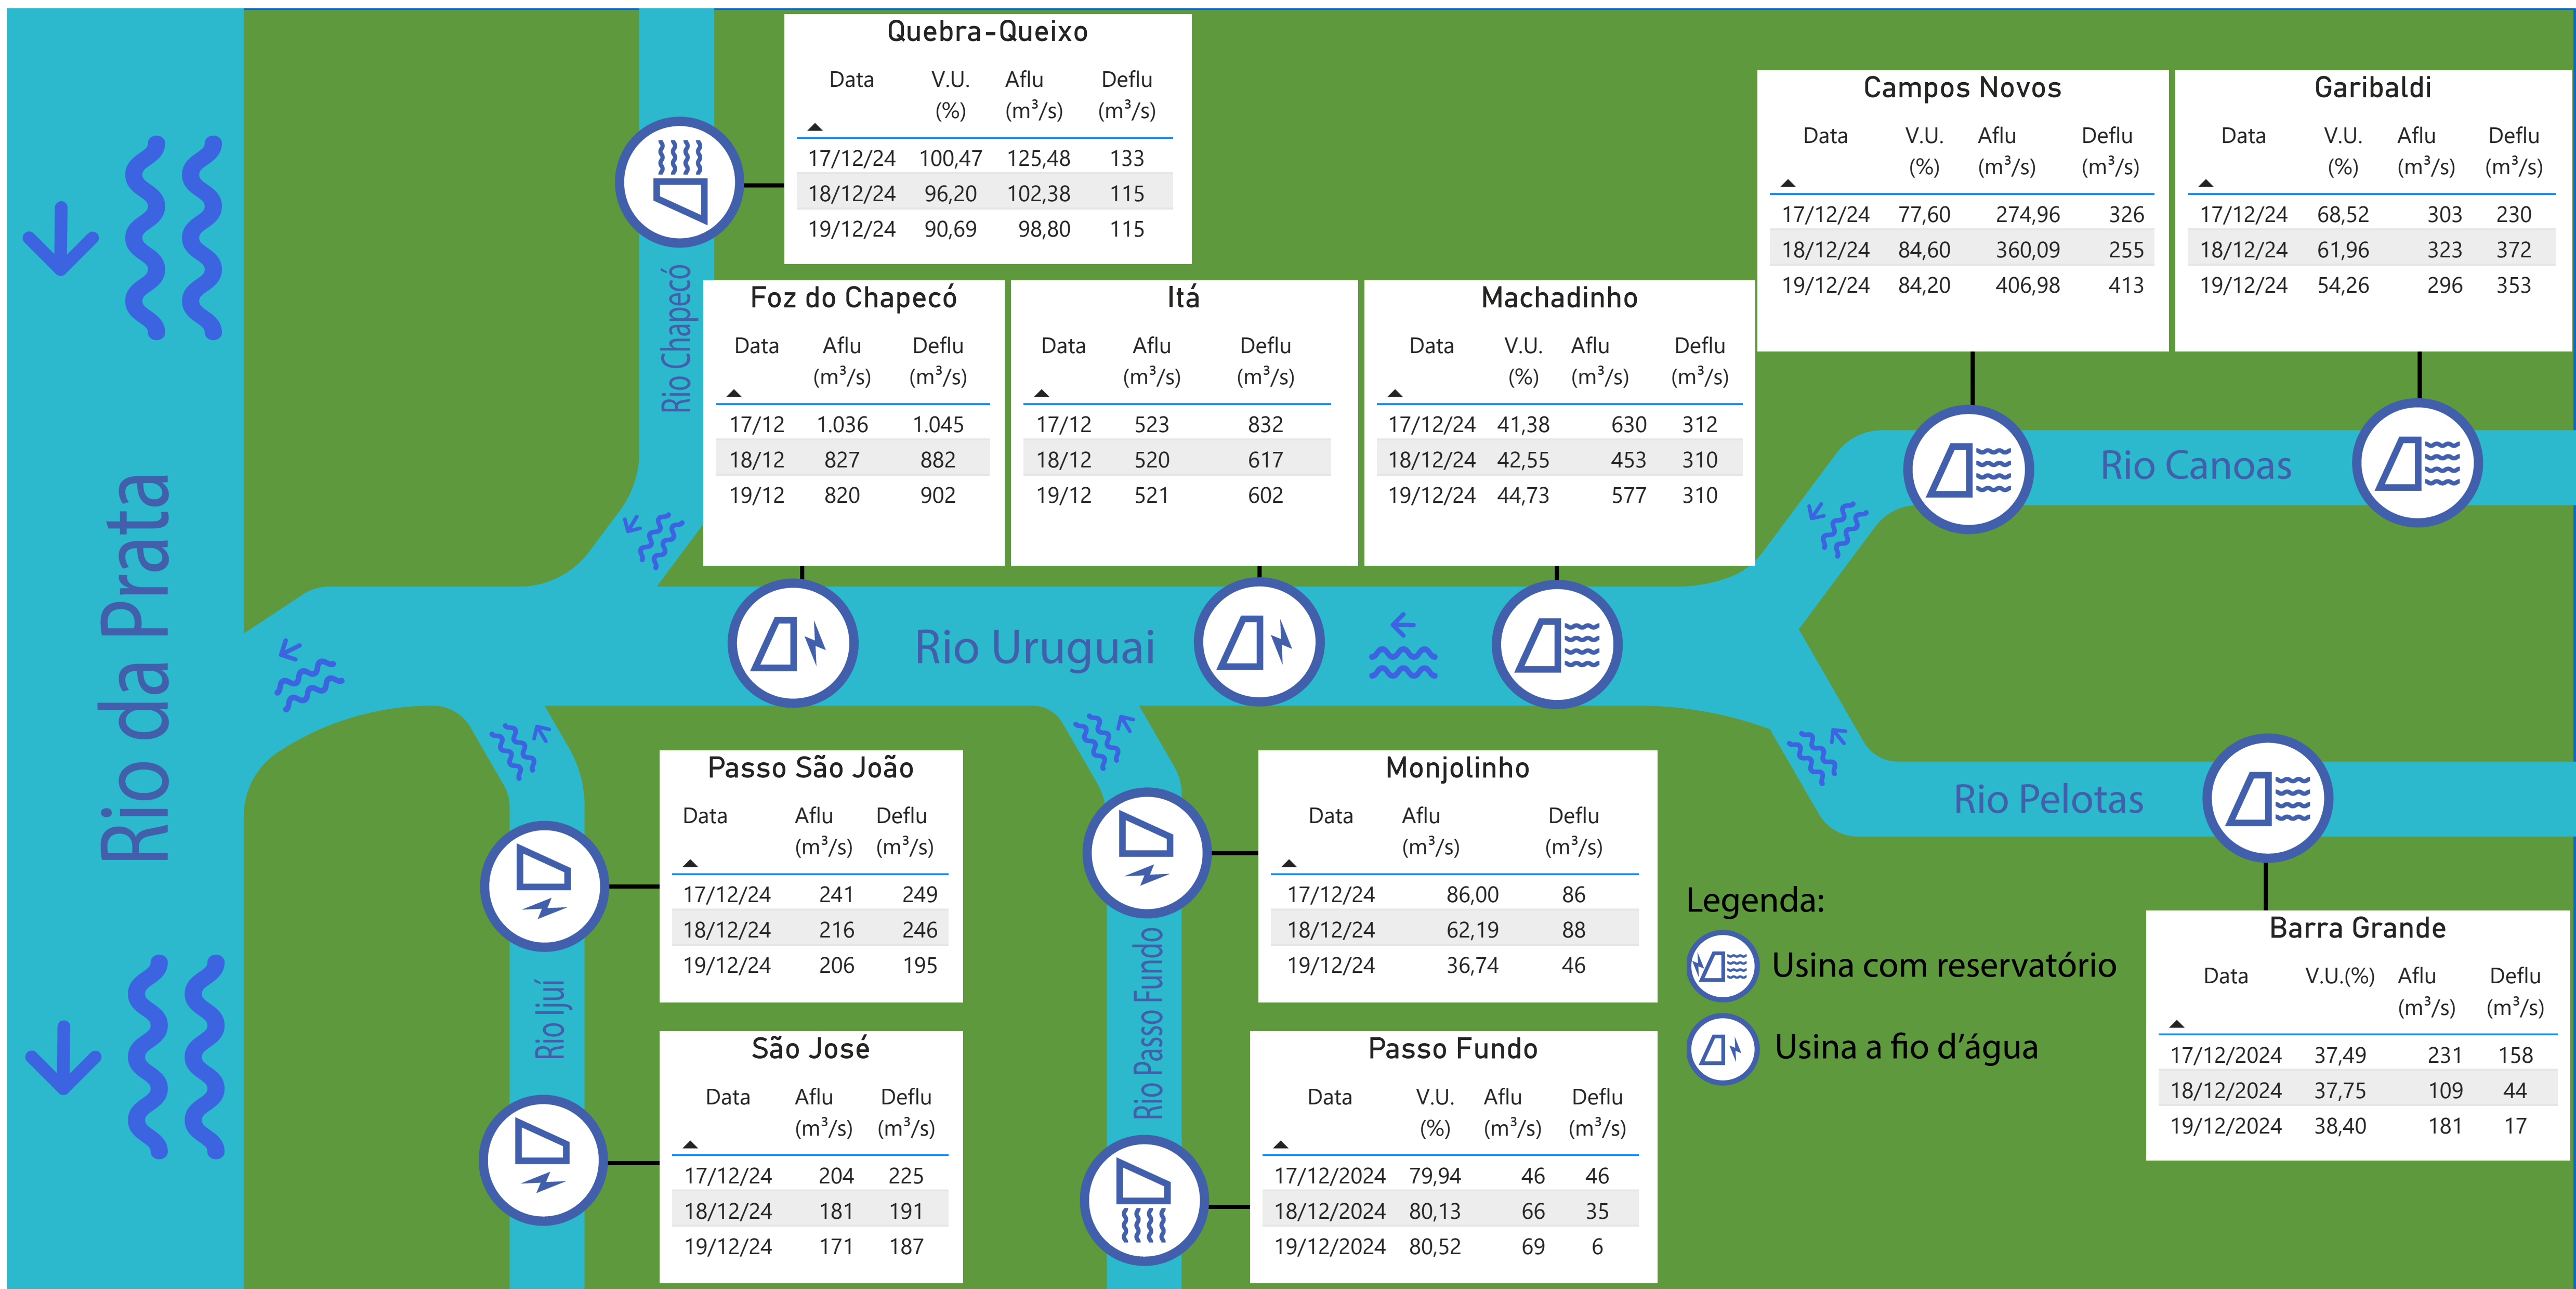 Quebra-Queixo
Data V.U. (%) Aflu (m³/s) Deflu (m³/s)
17/12/24 100,47 125,48 133
18/12/24 96,20 102,38 115
19/12/24 90,69 98,80 115
Campos Novos
Data V.U. (%) Aflu (m³/s) Deflu (m³/s)
17/12/24 77,60 274,96 326
18/12/24 84,60 360,09 255
19/12/24 84,20 406,98 413
Garibaldi
Data V.U. (%) Aflu (m³/s) Deflu (m³/s)
17/12/24 68,52 303 230
18/12/24 61,96 323 372
19/12/24 54,26 296 353
Rio Chapecó
Foz do Chapecó
Data Aflu (m³/s) Deflu (m³/s)
17/12 1.036 1.045
18/12 827 882
19/12 820 902
Itá
Data Aflu (m³/s) Deflu (m³/s)
17/12 523 832
18/12 520 617
19/12 521 602
Machadinho
Data V.U. (%) Aflu (m³/s) Deflu (m³/s)
17/12/24 41,38 630 312
18/12/24 42,55 453 310
19/12/24 44,73 577 310
Rio Canoas
Rio da Prata
Rio Uruguai
Rio Pelotas
Passo São João
Data Aflu (m³/s) Deflu (m³/s)
17/12/24 241 249
18/12/24 216 246
19/12/24 206 195
Monjolinho
Data Aflu (m³/s) Deflu (m³/s)
17/12/24 86,00 86
18/12/24 62,19 88
19/12/24 36,74 46
Rio Ijuí
Rio Passo Fundo
Legenda:
Usina com reservatório
Usina a fio d'água
Barra Grande
Data V.U.(%) Aflu (m³/s) Deflu (m³/s)
17/12/2024 37,49 231 158
18/12/2024 37,75 109 44
19/12/2024 38,40 181 17
São José
Data Aflu (m³/s) Deflu (m³/s)
17/12/24 204 225
18/12/24 181 191
19/12/24 171 187
Passo Fundo
Data V.U. (%) Aflu (m³/s) Deflu (m³/s)
17/12/2024 79,94 46 46
18/12/2024 80,13 66 35
19/12/2024 80,52 69 6